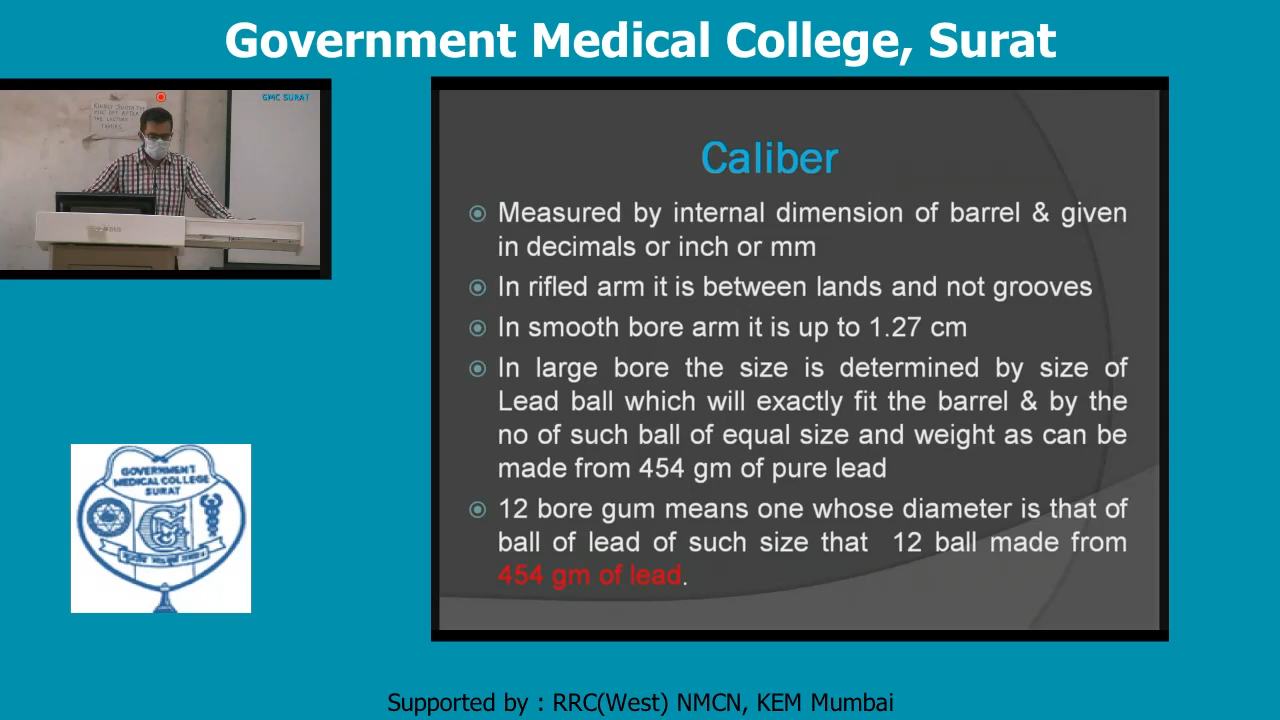 Government Medical College, Surat
GMC SURAT
Caliber
Measured by internal dimension of barrel & given
in decimals or inch or mm
In rifled arm it is between lands and not grooves
In smooth bore arm it is up to 1.27 cm
In large bore the size is determined by size of
Lead ball which will exactly fit the barrel & by the
no of such ball of equal size and weight as can be
made from 454 gm of pure lead
12 bore gum means one whose diameter is that of
ball of lead of such size that 12 ball made from
454 gm of lead.
GOVERNMENT
MEDICAL COLLEGE
SURAT
Supported by : RRC(West) NMCN, KEM Mumbai